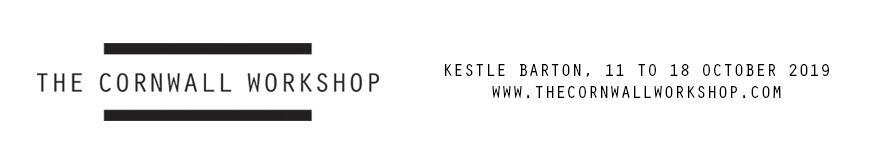 THE CORNWALL WORKSHOP
KESTLE BARTON, 11 TO 18 OCTOBER 2019
WWW.THECORNWALLWORKSHOP.COM